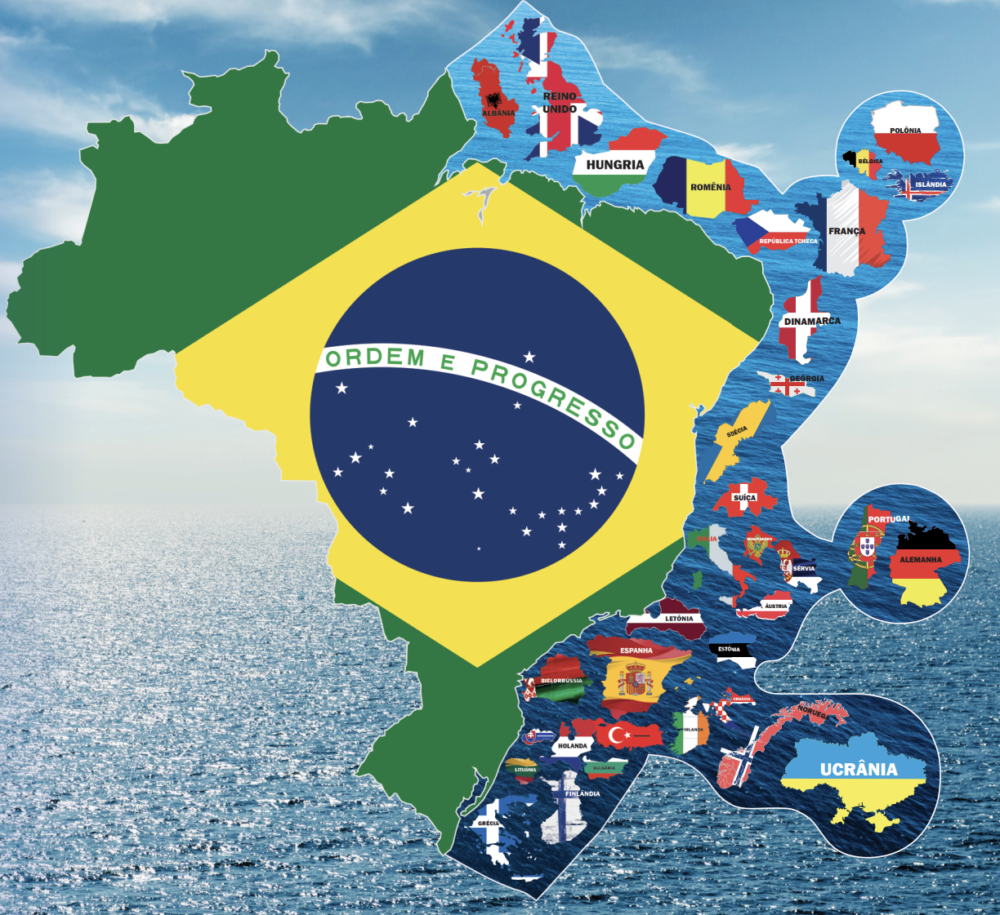 REINO
UNIDO
ALBÂNIA
POLÔNIA
BÉLGICA
HUNGRIA
ISLÂNDIA
ROMÊNIA
FRANÇA
REPÚBLICA TCHECA
DINAMARCA
ORDEM E PROGRESSO
GEÓRGIA
SUÉCIA
SUÍÇA
PORTUGAL
ITÁLIA
MONTENEGRO
ALEMANHA
SÉRVIA
ÁUSTRIA
LETÔNIA
ESPANHA
ESTÔNIA
BIELORRÚSSIA
CROÁCIA
NORUEGA
IRLANDA
HOLANDA
UCRÂNIA
LITUÂNIA
BULGÁRIA
FINLÂNDIA
GRÉCIA